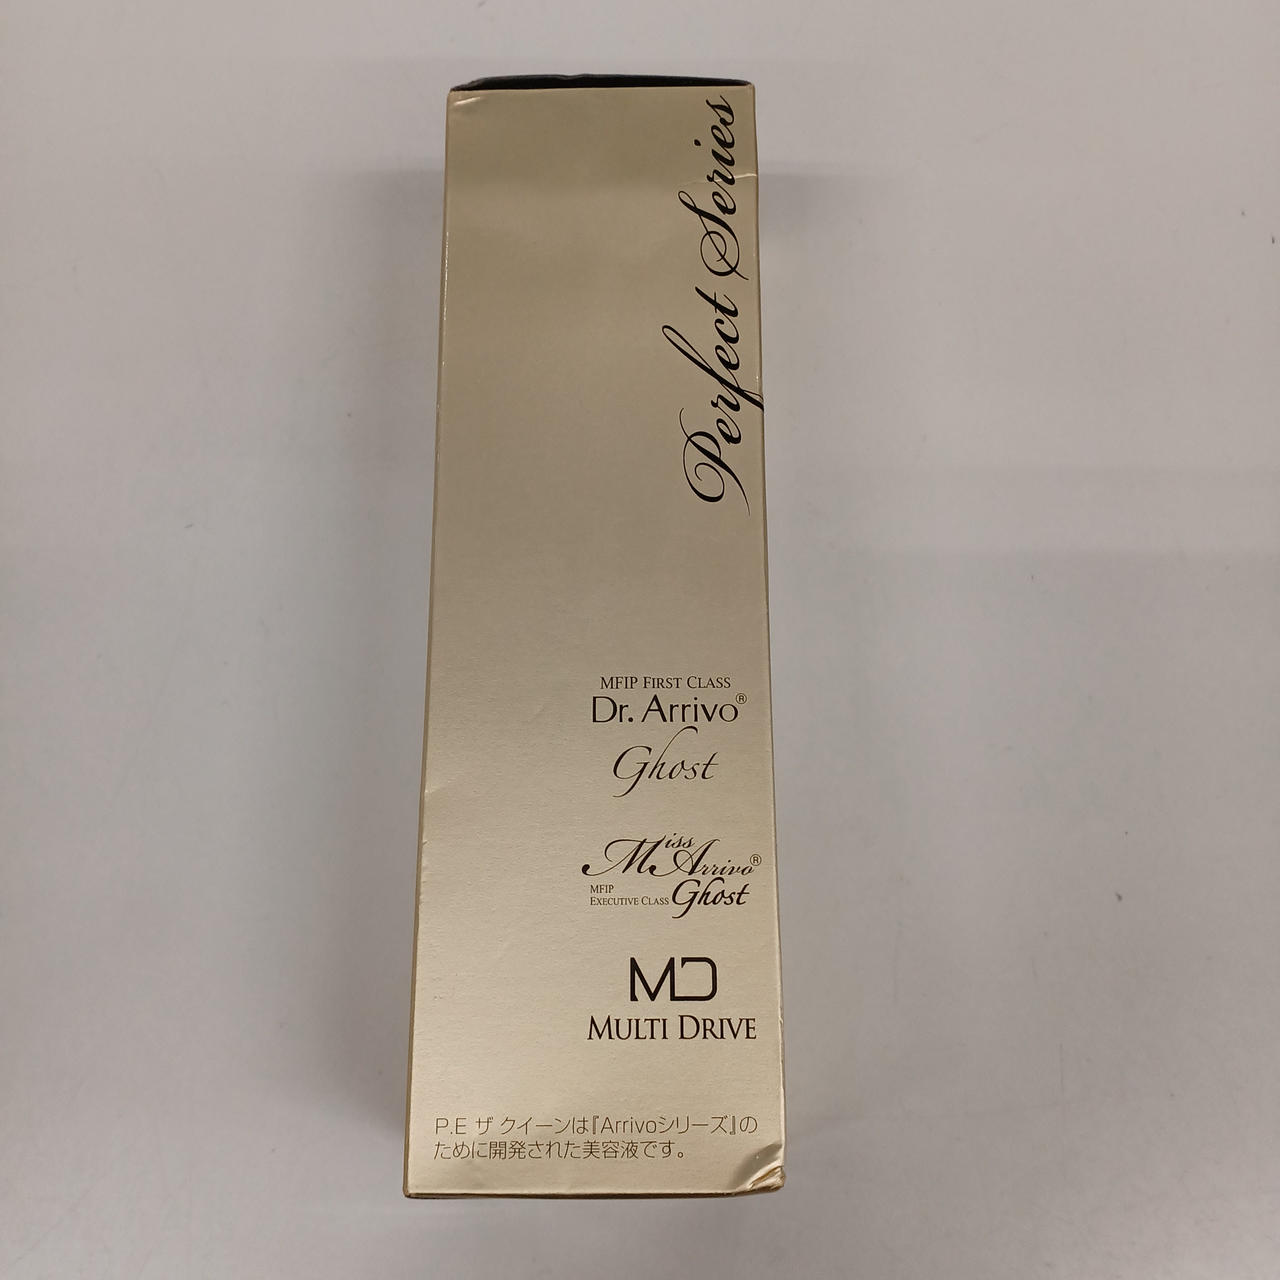 Perfect Series
MFIP FIRST CLASS
Dr. Arrivo®
Ghost
Miss Arrivo®
MFIP
EXECUTIVE CLASS Ghost
MD
MULTI DRIVE
P.E ザ クイーンは『Arrivoシリーズ』の
ために開発された美容液です。